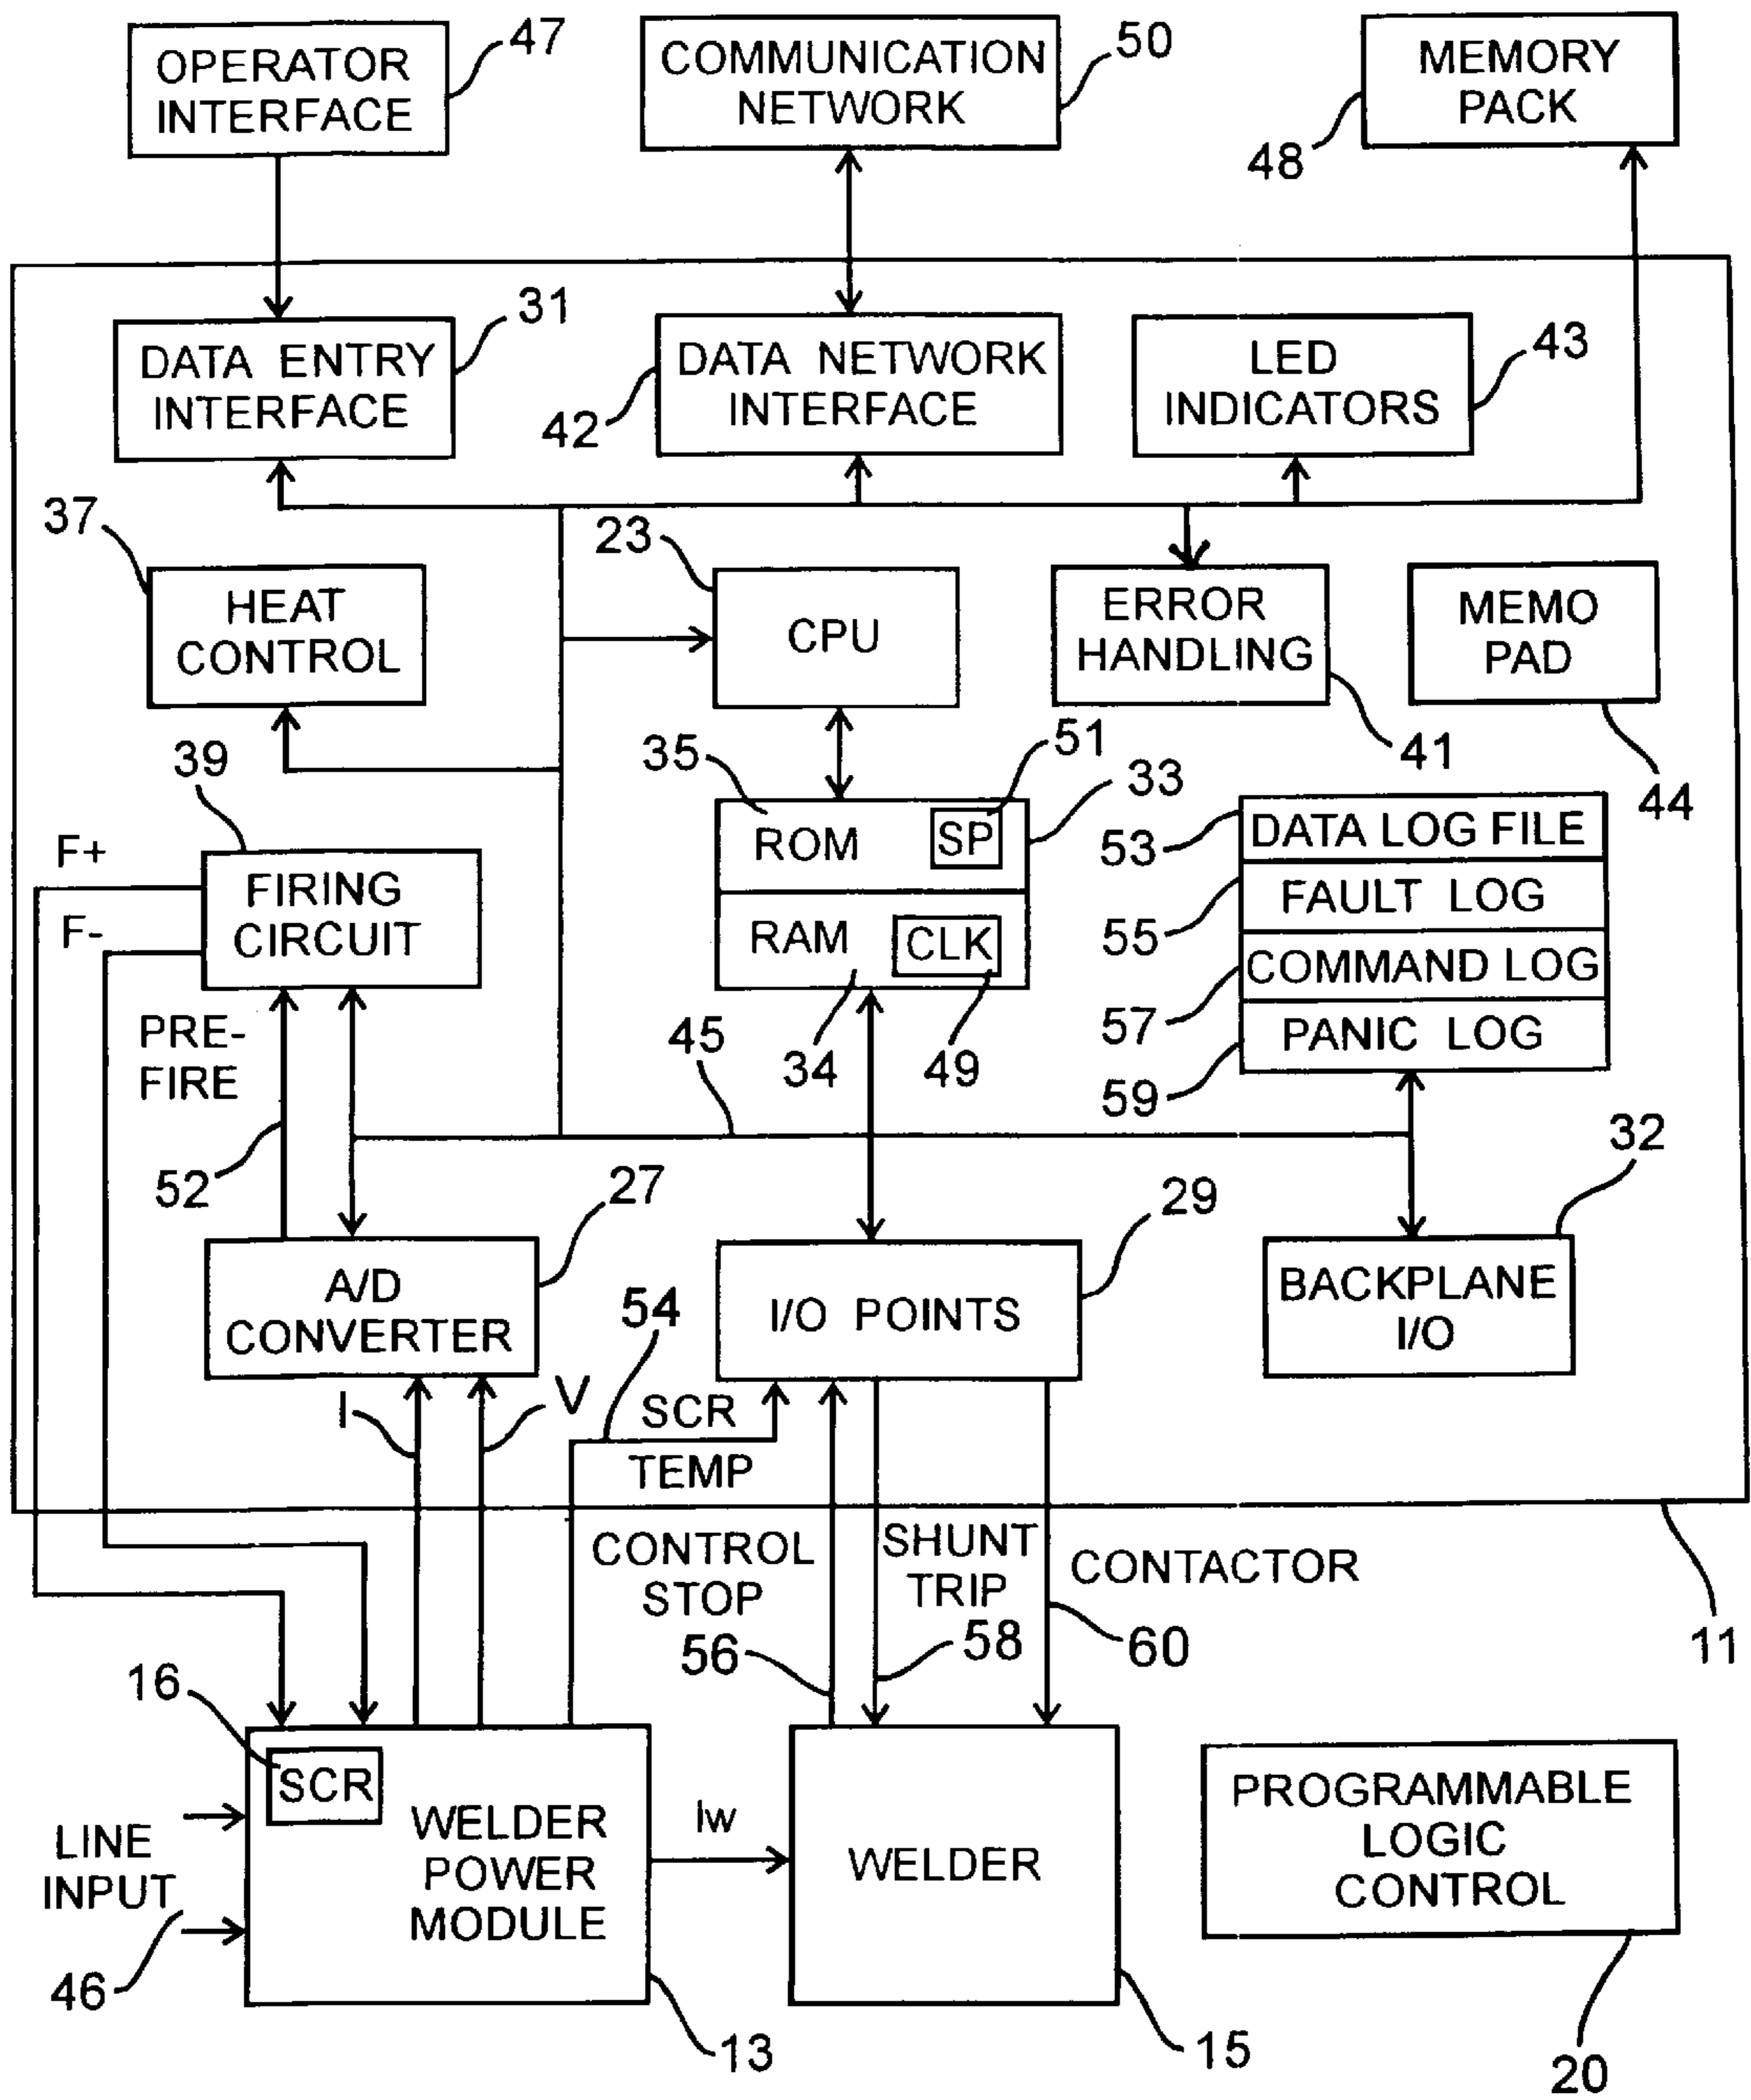 OPERATOR
INTERFACE
47
COMMUNICATION
NETWORK
50
MEMORY
PACK
48
DATA ENTRY
INTERFACE
31
DATA NETWORK
INTERFACE
42
LED
INDICATORS
43
37
HEAT
CONTROL
23
CPU
ERROR
HANDLING
41
MEMO
PAD
44
39
F+
F-
FIRING
CIRCUIT
35
ROM
51
SP
33
RAM
CLK
34
49
53
DATA LOG FILE
55
FAULT LOG
57
COMMAND LOG
59
PANIC LOG
PRE-
FIRE
52
45
32
27
A/D
CONVERTER
29
I/O POINTS
BACKPLANE
I/O
54
I
V
SCR
TEMP
CONTROL
STOP
56
SHUNT
TRIP
58
CONTACTOR
60
11
16
SCR
LINE
INPUT
46
WELDER
POWER
MODULE
13
Iw
WELDER
15
PROGRAMMABLE
LOGIC
CONTROL
20